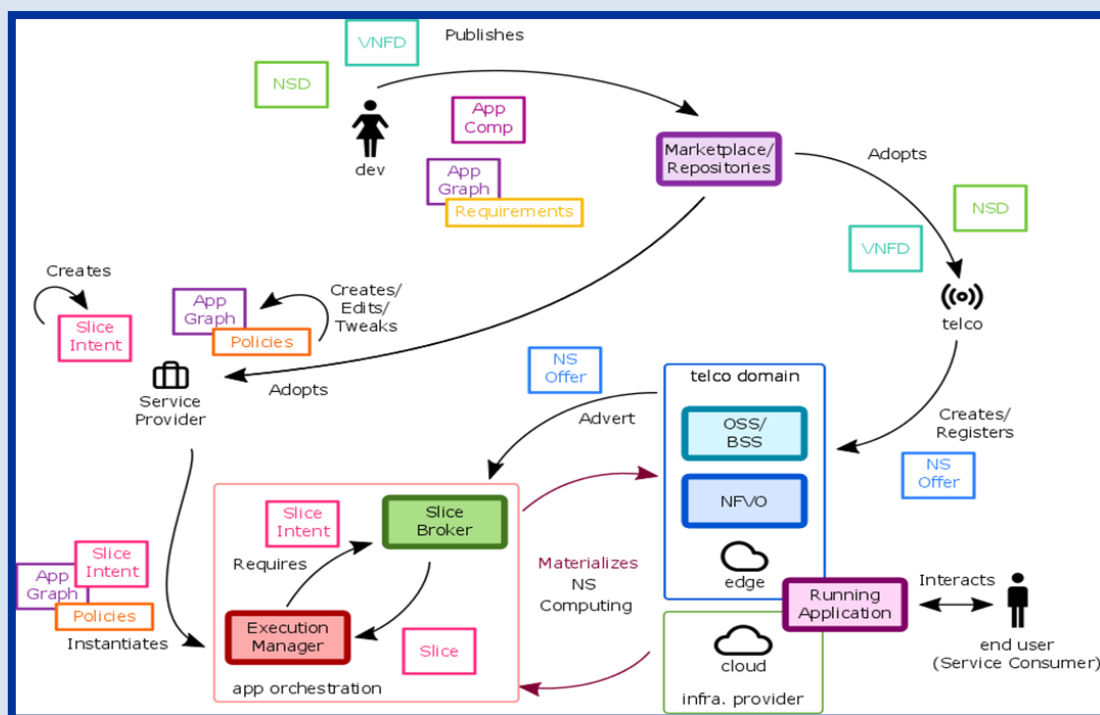 Publishes
VNFD
NSD
App
Comp
dev
Marketplace/
Repositories
Adopts
App
Graph
Requirements
NSD
VNFD
Creates
Slice
Intent
App
Graph
Policies
Creates/
Edits/
Tweaks
telco
NS
Offer
telco domain
Adopts
Service
Provider
Advert
OSS/
BSS
Creates/
Registers
NS
Offer
NFVO
Slice
Intent
Slice
Broker
Requires
Materializes
NS
Computing
edge
Slice
Intent
App
Graph
Policies
Instantiates
Execution
Manager
Slice
app orchestration
Running
Application
Interacts
end user
(Service Consumer)
cloud
infra. provider